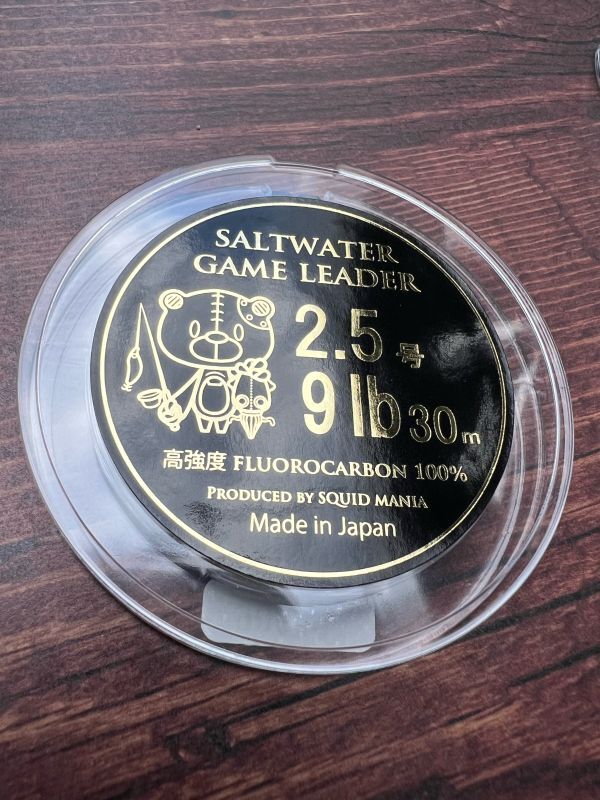 SALTWATER
GAME LEADER
2.5号
9lb 30m
高強度 FLUOROCARBON 100%
PRODUCED BY SQUID MANIA
Made in Japan